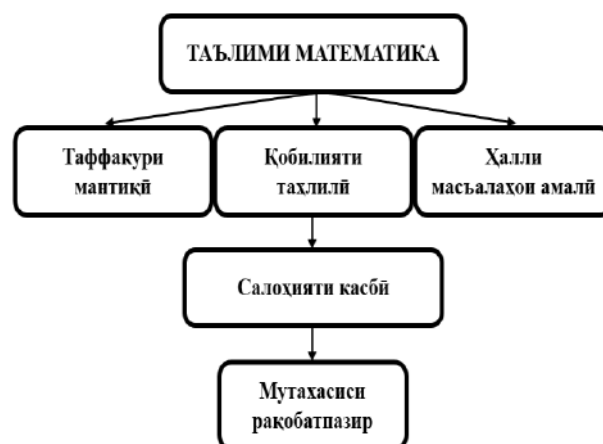 ТАЪЛИМИ МАТЕМАТИКА
Таффакури
мантиқӣ
Қобилияти
таҳлилӣ
Ҳалли
масъалаҳои амалӣ
Салоҳияти касбӣ
Мутахасиси
рақобатпазир